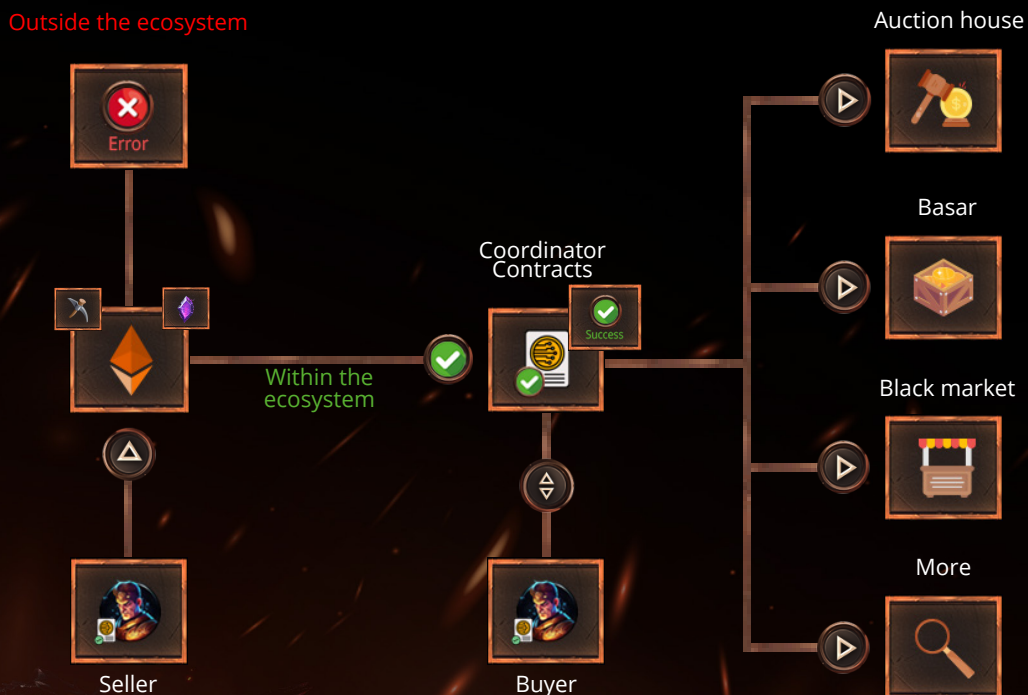 Outside the ecosystem
Auction house
Error
Basar
Coordinator
Contracts
Success
Within the
ecosystem
Black market
More
Seller
Buyer